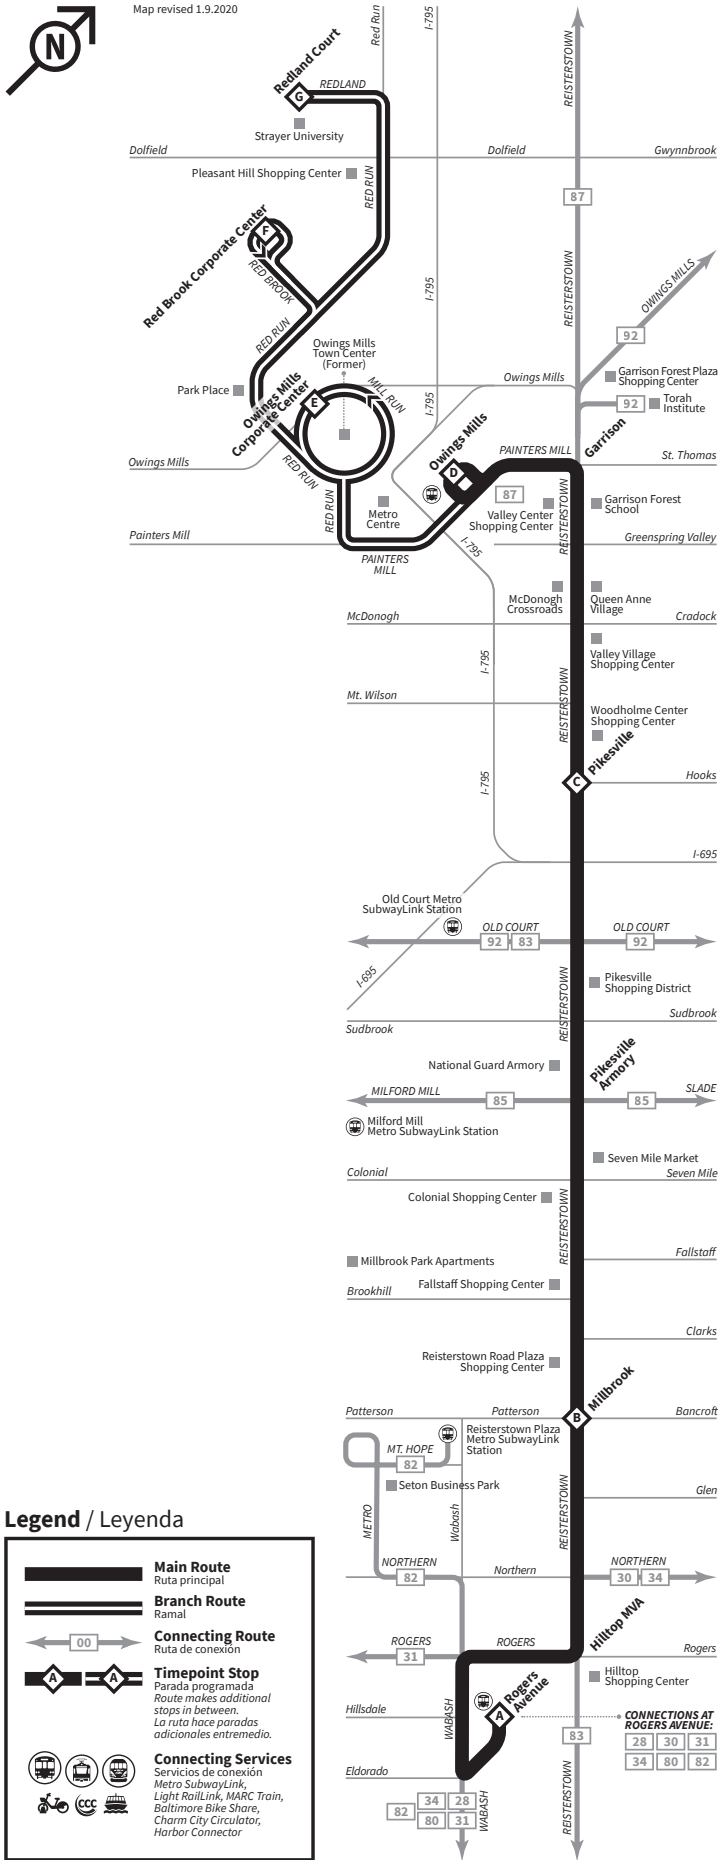 Map revised 1.9.2020
N
Red Run
I-795
REISTERSTOWN
Redland Court
REDLAND
G
Strayer University
Dolfield
Dolfield
Gwynnbrook
Pleasant Hill Shopping Center
RED RUN
87
Red Brook Corporate Center
F
RED BROOK
I-795
REISTERSTOWN
OWINGS MILLS
92
RED RUN
Owings Mills
Town Center
(Former)
Park Place
MILL RUN
Owings Mills
Garrison Forest Plaza
Shopping Center
Owings Mills
Corporate Center
E
I-795
92
Torah
Institute
Garrison
Owings Mills
RED RUN
Owings Mills
D
PAINTERS MILL
St. Thomas
RED RUN
Metro
Centre
87
Valley Center
Shopping Center
REISTERSTOWN
Garrison Forest
School
Painters Mill
PAINTERS
MILL
I-795
Greenspring Valley
McDonogh
Crossroads
Queen Anne
Village
McDonogh
Cradock
I-795
Valley Village
Shopping Center
Mt. Wilson
REISTERSTOWN
Woodholme Center
Shopping Center
Pikesville
C
I-795
Hooks
I-695
Old Court Metro
SubwayLink Station
OLD COURT
OLD COURT
92
83
92
I-695
REISTERSTOWN
Pikesville
Shopping District
Sudbrook
Sudbrook
National Guard Armory
Pikesville
Armory
MILFORD MILL
85
85
SLADE
Milford Mill
Metro SubwayLink Station
Seven Mile Market
Colonial
Seven Mile
Colonial Shopping Center
REISTERSTOWN
Millbrook Park Apartments
Fallstaff
Fallstaff Shopping Center
Brookhill
Clarks
Reisterstown Road Plaza
Shopping Center
Millbrook
B
Patterson
Patterson
Bancroft
Reisterstown Plaza
Metro SubwayLink
Station
MT. HOPE
82
Seton Business Park
Glen
METRO
Wabash
REISTERSTOWN
NORTHERN
82
Northern
NORTHERN
30
34
Hilltop MVA
ROGERS
31
ROGERS
Rogers
Hilltop
Shopping Center
WABASH
A
Rogers
Avenue
Hillsdale
CONNECTIONS AT
ROGERS AVENUE:
28
30
31
34
80
82
83
Eldorado
REISTERSTOWN
82
34
28
80
31
WABASH
Legend / Leyenda
Main Route
Ruta principal
Branch Route
Ramal
00
Connecting Route
Ruta de conexión
A
A
Timepoint Stop
Parada programada
Route makes additional
stops in between.
La ruta hace paradas
adicionales entremedio.
Connecting Services
Servicios de conexión
Metro SubwayLink,
Light RailLink, MARC Train,
Baltimore Bike Share,
Charm City Circulator,
Harbor Connector
CCC